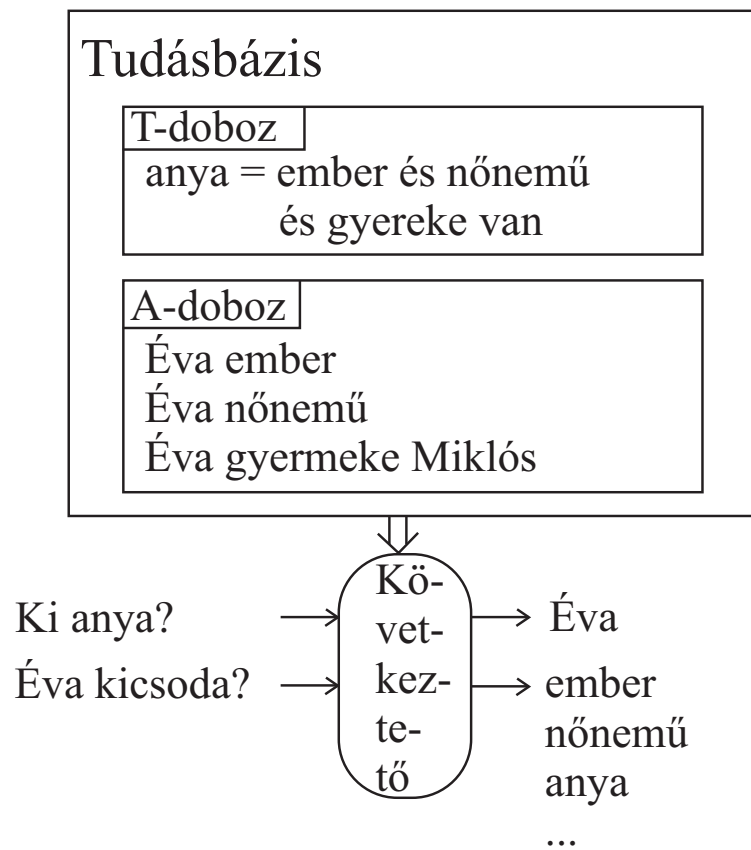 Tudásbázis
T-doboz
anya = ember és nőnemű
és gyereke van
A-doboz
Éva ember
Éva nőnemű
Éva gyermeke Miklós
Kö-
vet-
kez-
te-
tő
Ki anya?
Éva
Éva kicsoda?
ember
nőnemű
anya
...